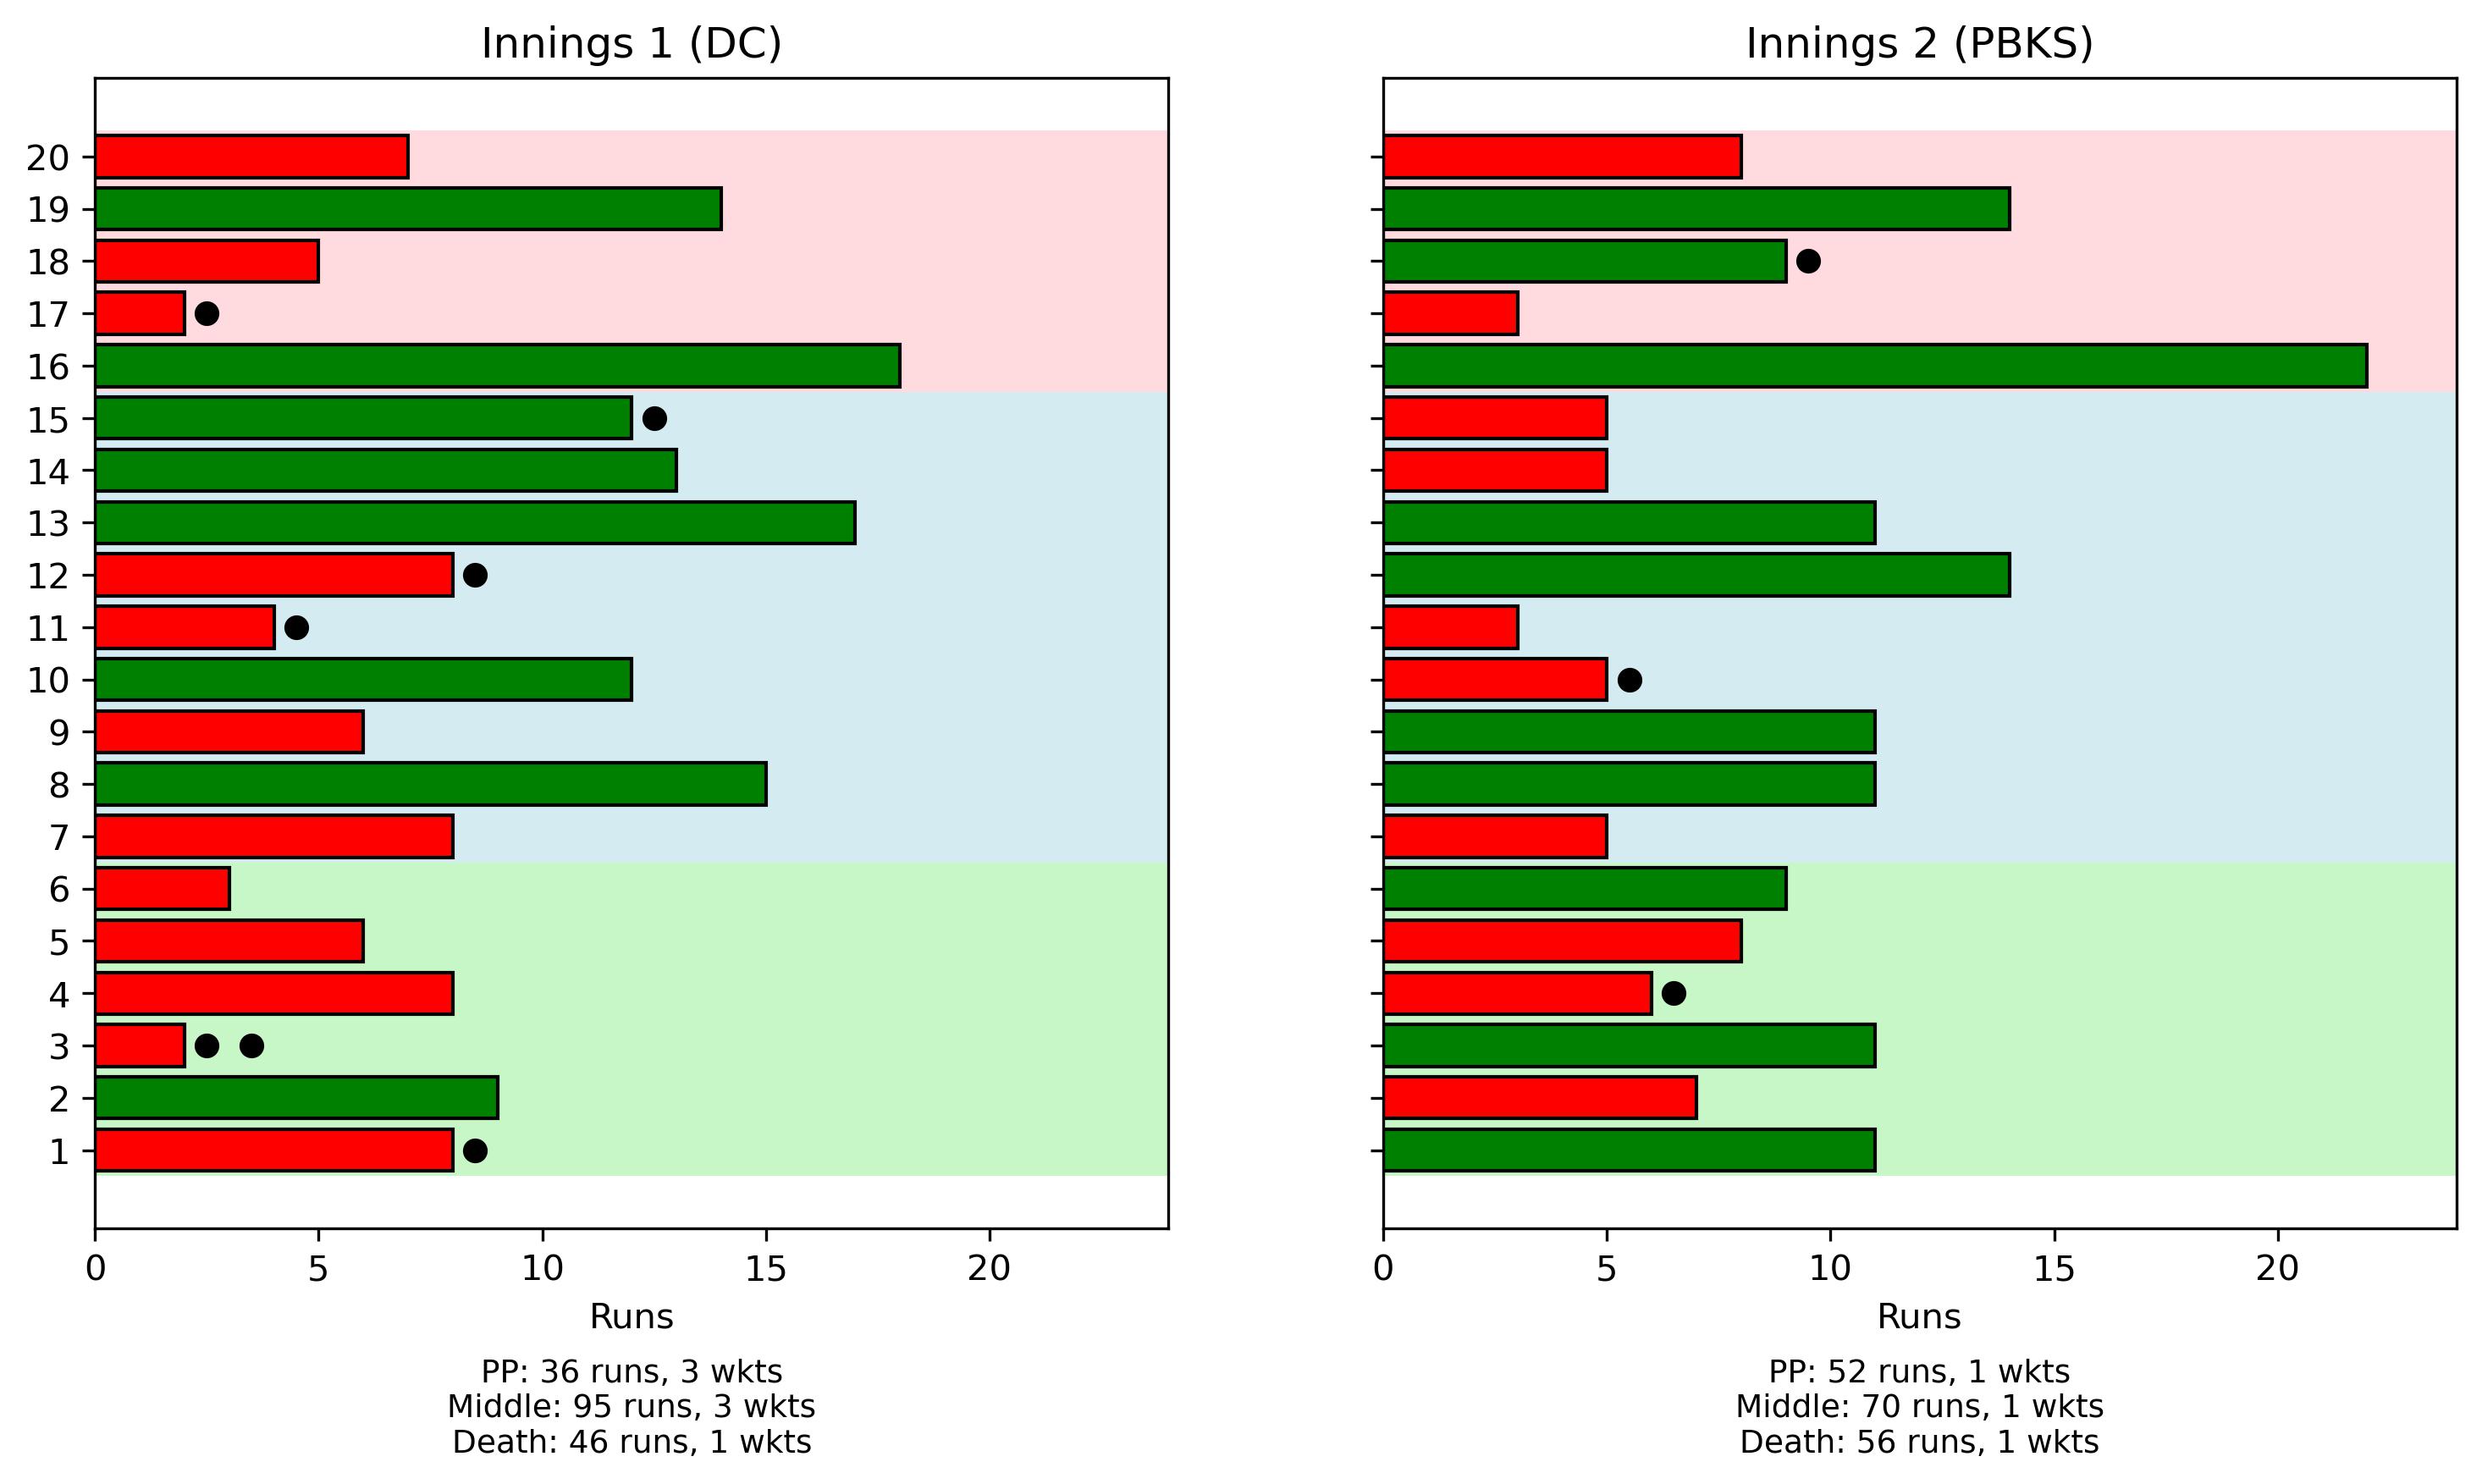 Innings 1 (DC)
20
19
18
17
16
15
14
13
12
11
10
9
8
7
6
5
4
3
2
1
0 5 10 15 20
Runs
PP: 36 runs, 3 wkts
Middle: 95 runs, 3 wkts
Death: 46 runs, 1 wkts
Innings 2 (PBKS)
0 5 10 15 20
Runs
PP: 52 runs, 1 wkts
Middle: 70 runs, 1 wkts
Death: 56 runs, 1 wkts